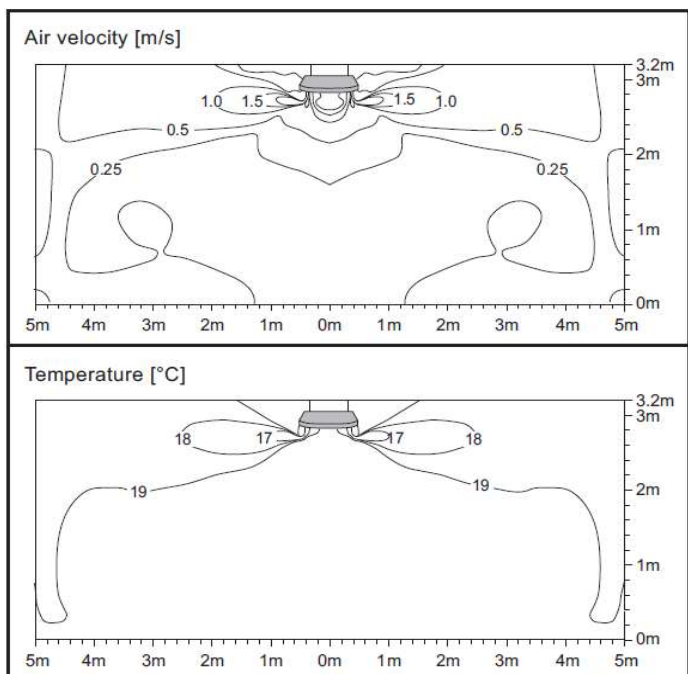 Air velocity [m/s]
3.2m
3m
1.0 1.5 1.5 1.0
0.5 0.5
2m
0.25 0.25
1m
0m
5m 4m 3m 2m 1m 0m 1m 2m 3m 4m 5m
Temperature [°C]
3.2m
3m
18 17 17 18
19 19
2m
1m
0m
5m 4m 3m 2m 1m 0m 1m 2m 3m 4m 5m